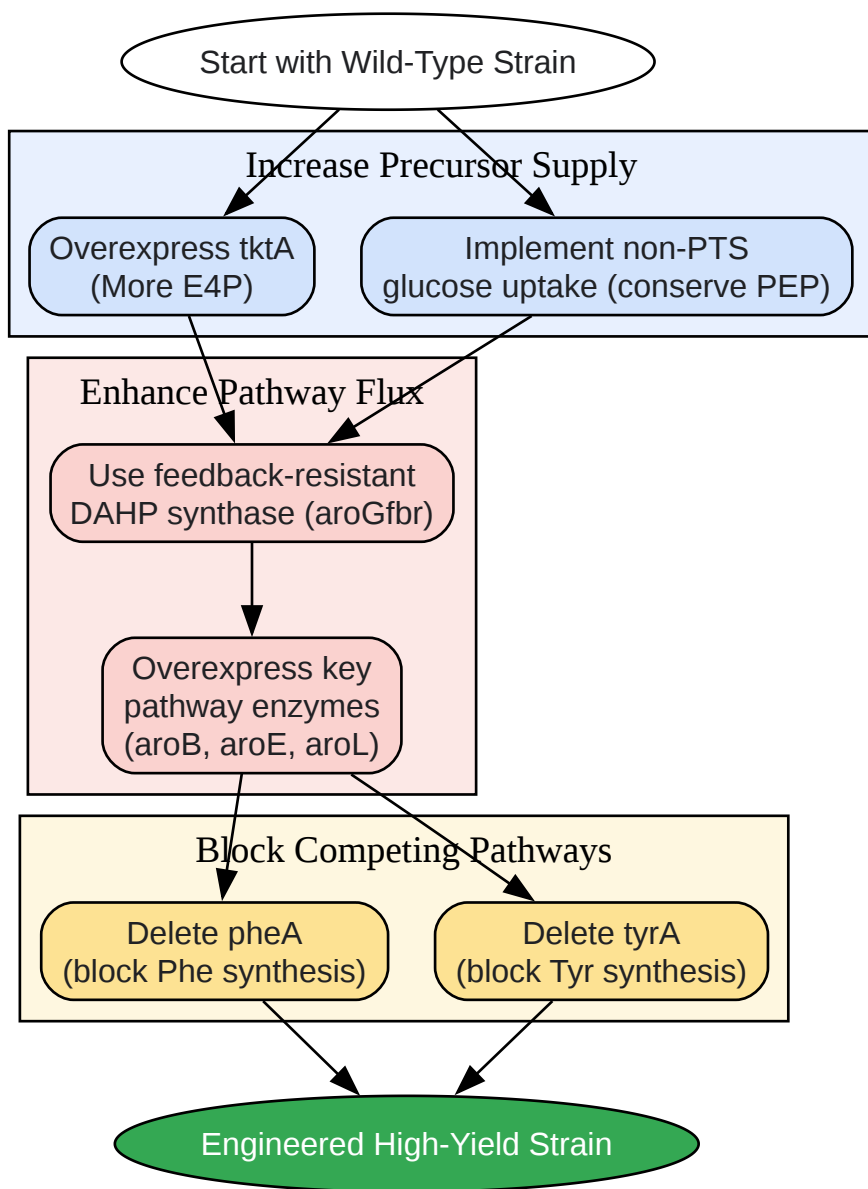 Start with Wild-Type Strain
Increase Precursor Supply
Overexpress tktA
(More E4P)
Implement non-PTS
glucose uptake (conserve PEP)
Enhance Pathway Flux
Use feedback-resistant
DAHP synthase (aroGfbr)
Overexpress key
pathway enzymes
(aroB, aroE, aroL)
Block Competing Pathways
Delete pheA
(block Phe synthesis)
Delete tyrA
(block Tyr synthesis)
Engineered High-Yield Strain